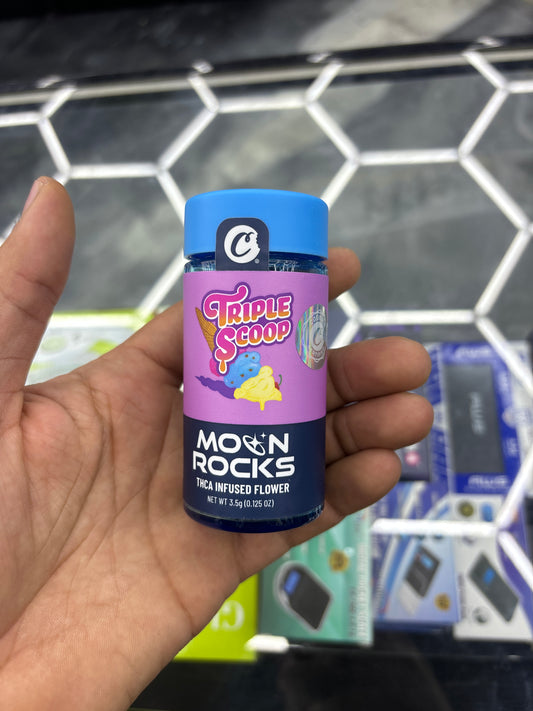 C
®
TRIPLE
SCOOP
MOON
ROCKS
THCA INFUSED FLOWER
NET WT 3.5g (0.125 OZ)